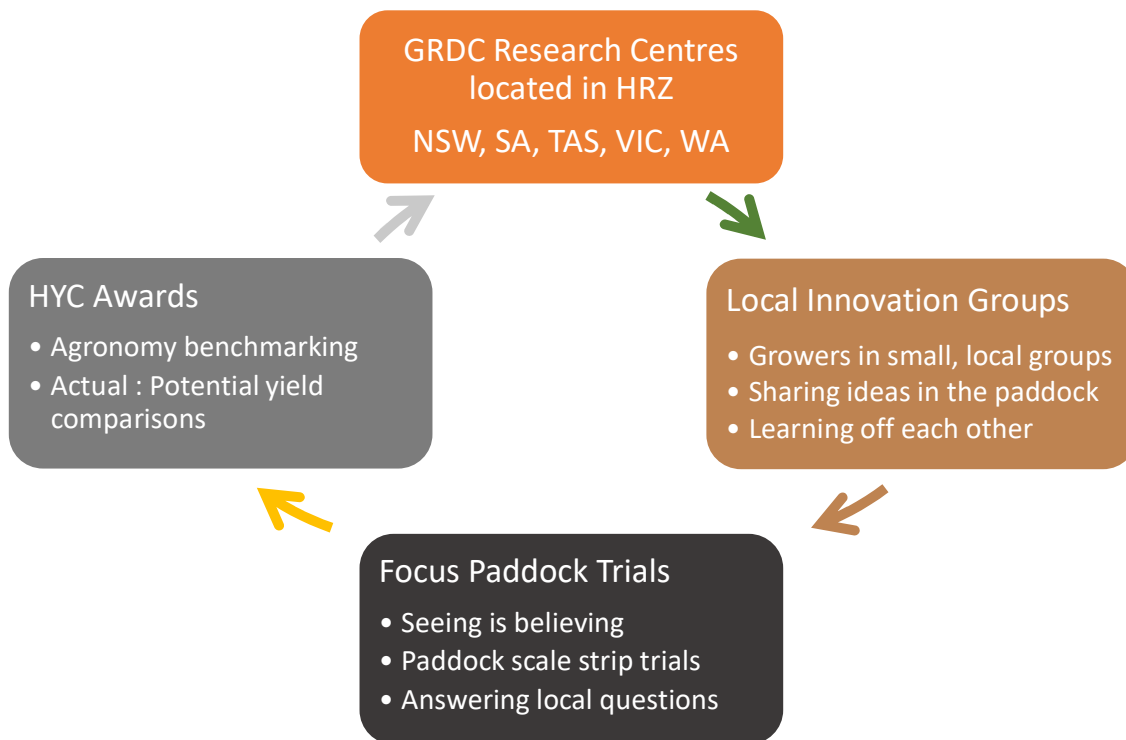 GRDC Research Centres
located in HRZ
NSW, SA, TAS, VIC, WA
HYC Awards
• Agronomy benchmarking
• Actual : Potential yield
comparisons
Local Innovation Groups
• Growers in small, local groups
• Sharing ideas in the paddock
• Learning off each other
Focus Paddock Trials
• Seeing is believing
• Paddock scale strip trials
• Answering local questions